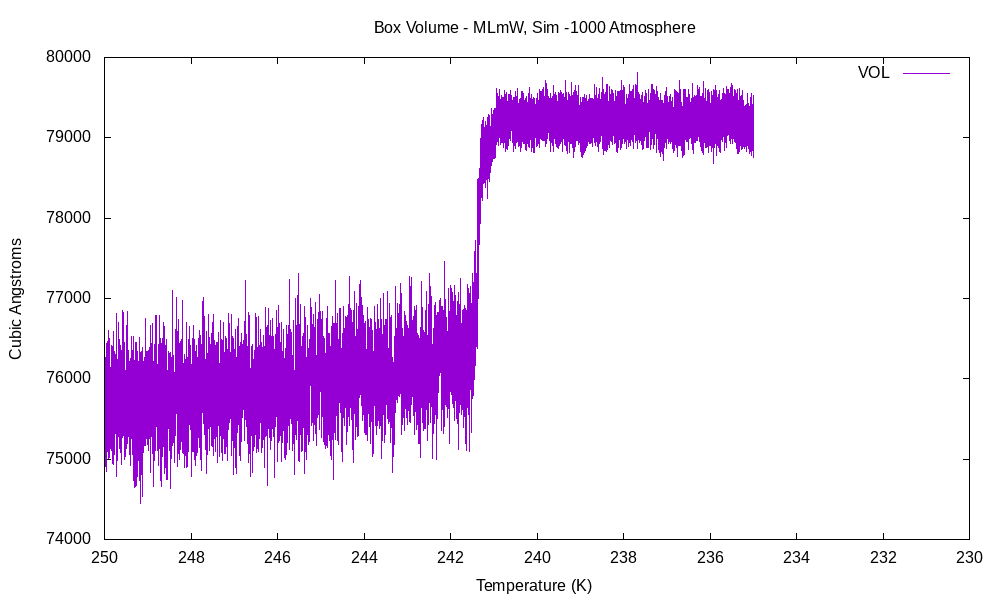 Box Volume - MLmW, Sim -1000 Atmosphere
VOL
80000
79000
78000
77000
76000
75000
74000
Cubic Angstroms
250 248 246 244 242 240 238 236 234 232 230
Temperature (K)